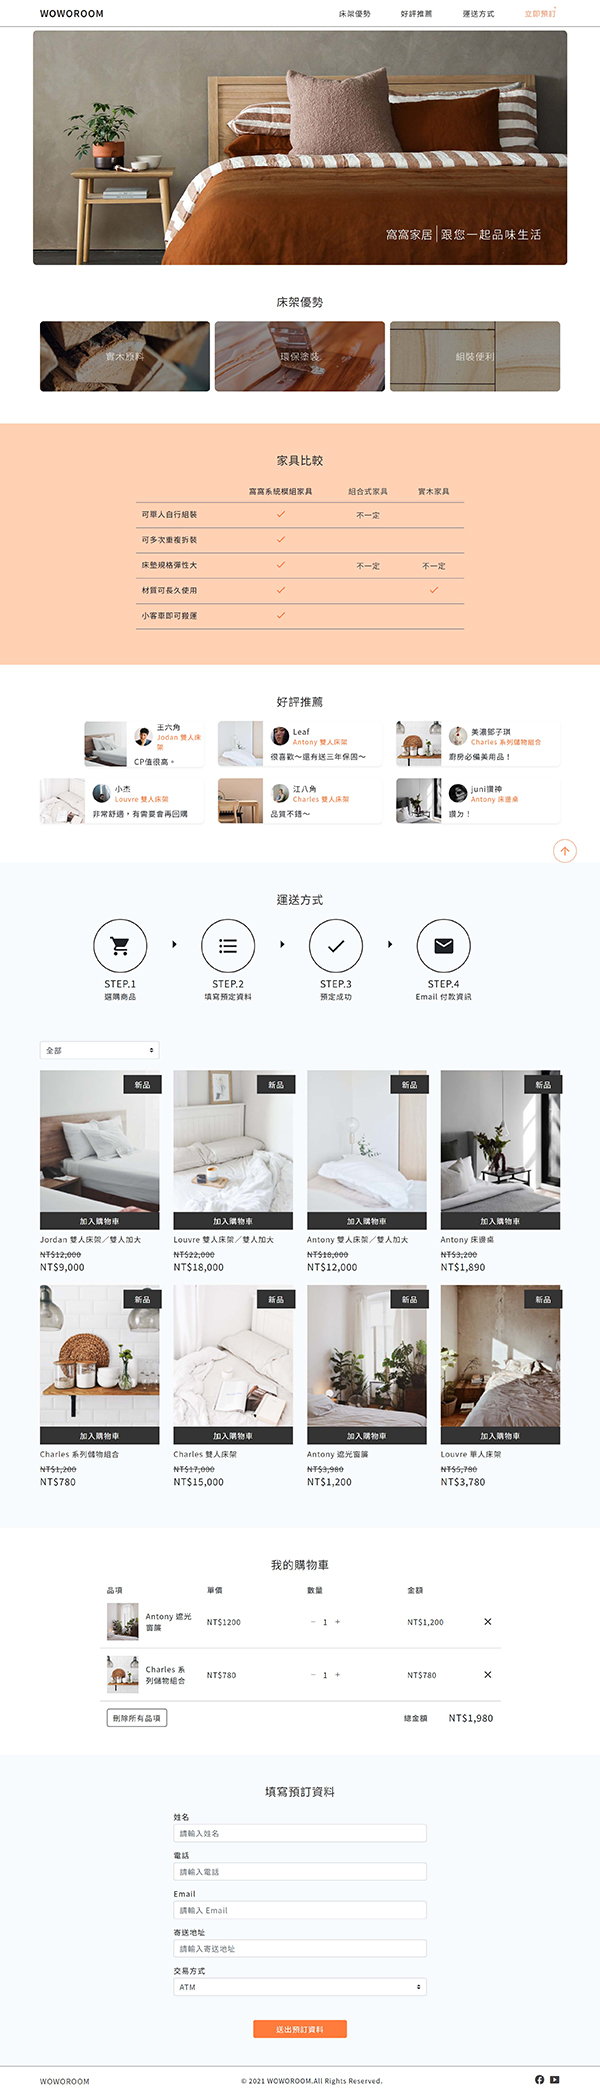 WOWOROOM 床架優勢 好評推薦 運送方式 立即預訂
窩窩家居 跟您一起品味生活
床架優勢
實木原料 環保塗裝 組裝便利
家具比較
窩窩系統模組家具 組合式家具 實木家具
可單人自行組裝 不一定
可多次重複拆裝
床墊規格彈性大 不一定 不一定
材質可長久使用
小客車即可搬運
好評推薦
王六角
Jordan 雙人床
架
CP值很高。
Leaf
Antony 雙人床架
很喜歡～還有送三年保固～
美濃鄧子琪
Charles 系列儲物組合
廚房必備美用品！
小杰
Louvre 雙人床架
非常舒適，有需要會再回購
江八角
Charles 雙人床架
品質不錯～
juni讚神
Antony 床邊桌
讚ㄉ！
運送方式
STEP.1 STEP.2 STEP.3 STEP.4
選購商品 填寫預定資料 預定成功 Email 付款資訊
全部
新品 新品 新品 新品
加入購物車 加入購物車 加入購物車 加入購物車
Jordan 雙人床架／雙人加大 Louvre 雙人床架／雙人加大 Antony 雙人床架／雙人加大 Antony 床邊桌
NT$12,000 NT$22,000 NT$18,000 NT$3,200
NT$9,000 NT$18,000 NT$12,000 NT$1,890
新品 新品 新品 新品
加入購物車 加入購物車 加入購物車 加入購物車
Charles 系列儲物組合 Charles 雙人床架 Antony 遮光窗簾 Louvre 單人床架
NT$1,200 NT$17,000 NT$3,980 NT$5,780
NT$780 NT$15,000 NT$1,200 NT$3,780
我的購物車
品項 單價 數量 金額
Antony 遮光
窗簾
NT$1200 − 1 + NT$1,200
Charles 系
列儲物組合
NT$780 − 1 + NT$780
刪除所有品項 總金額 NT$1,980
填寫預訂資料
姓名
請輸入姓名
電話
請輸入電話
Email
請輸入 Email
寄送地址
請輸入寄送地址
交易方式
ATM
送出預訂資料
WOWOROOM © 2021 WOWOROOM.All Rights Reserved.